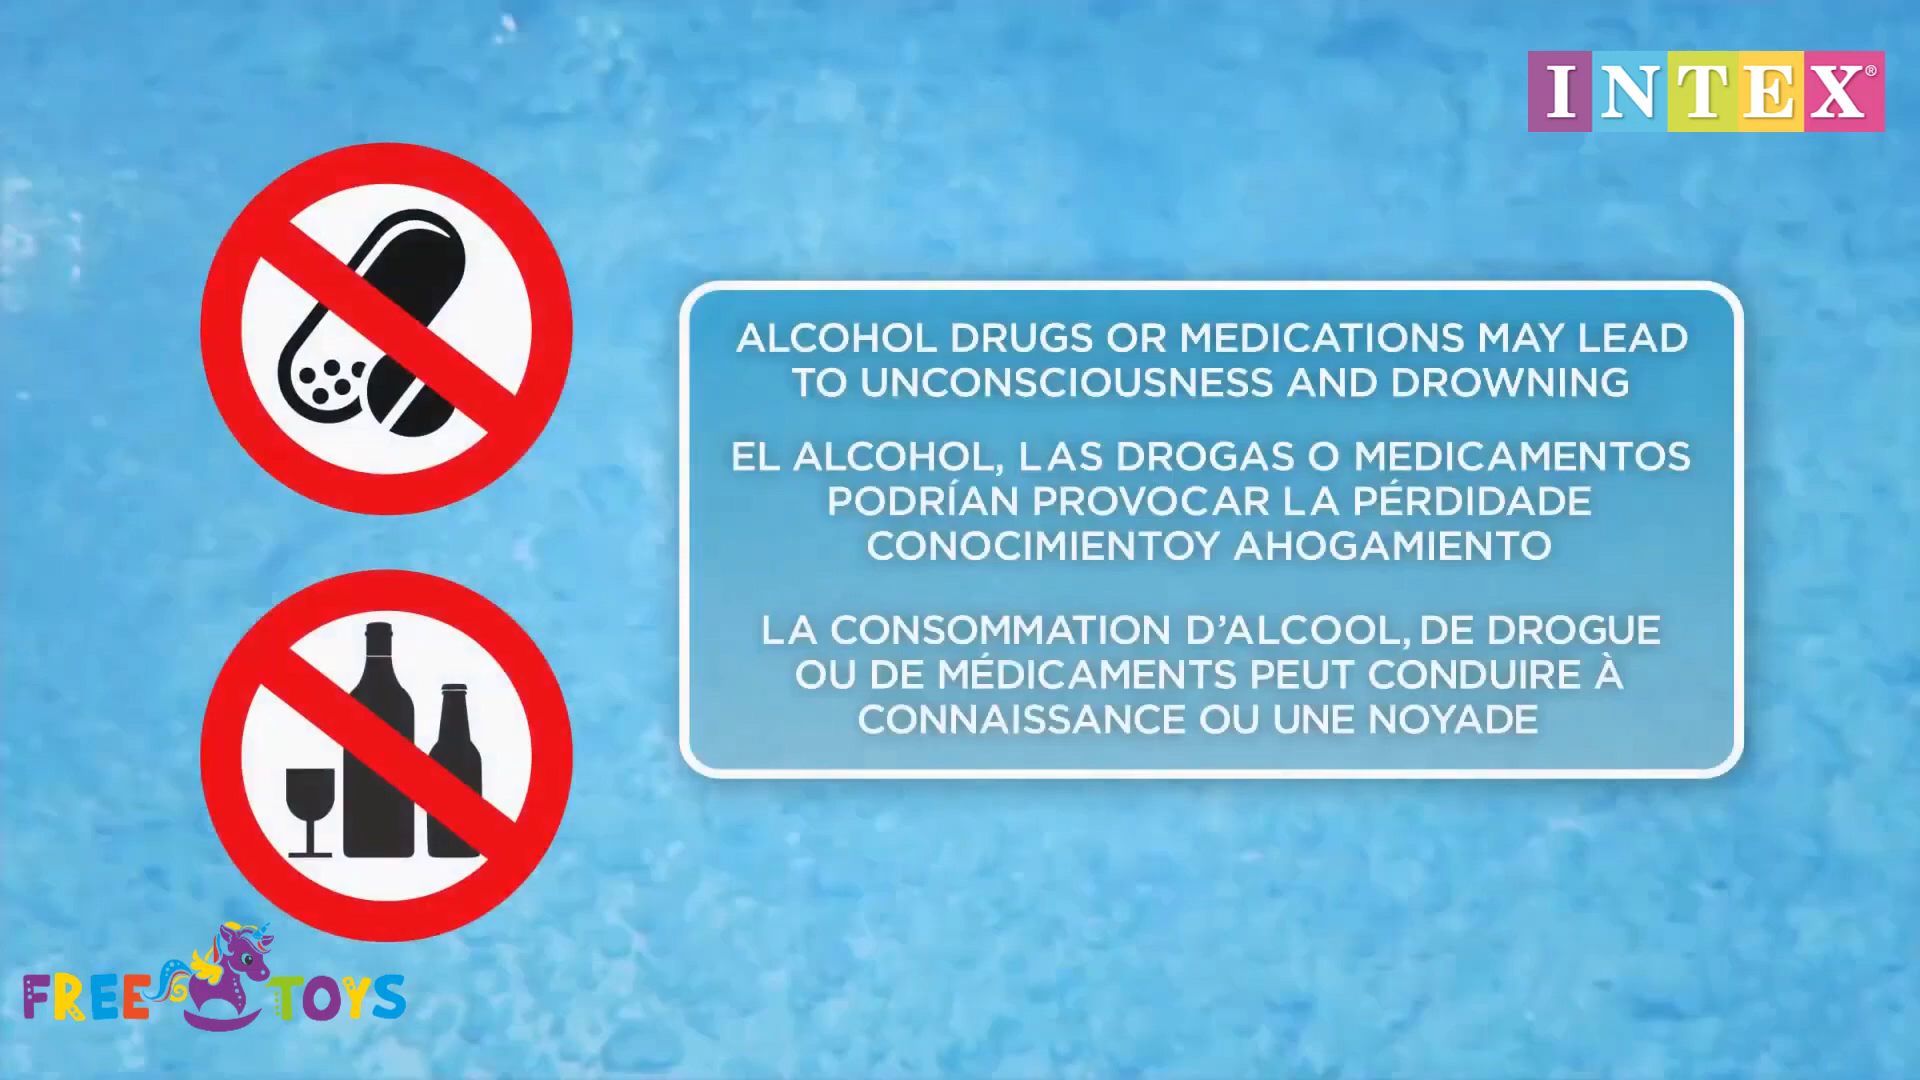 INTEX®
ALCOHOL DRUGS OR MEDICATIONS MAY LEAD
TO UNCONSCIOUSNESS AND DROWNING
EL ALCOHOL, LAS DROGAS O MEDICAMENTOS
PODRÍAN PROVOCAR LA PÉRDIDADE
CONOCIMIENTOY AHOGAMIENTO
LA CONSOMMATION D'ALCOOL, DE DROGUE
OU DE MÉDICAMENTS PEUT CONDUIRE À
CONNAISSANCE OU UNE NOYADE
FREE TOYS